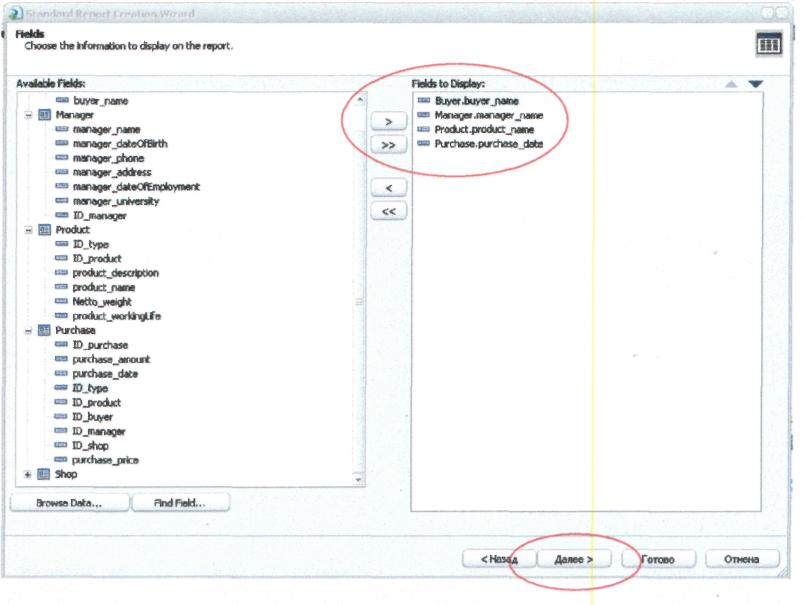 Standard Report Creation Wizard
Fields
Choose the information to display on the report.
Available Fields:
buyer_name
Manager
manager_name
manager_dateOfBirth
manager_phone
manager_address
manager_dateOfEmployment
manager_university
ID_manager
Product
ID_type
ID_product
product_description
product_name
Netto_weight
product_workingLife
Purchase
ID_purchase
purchase_amount
purchase_date
ID_type
ID_product
ID_buyer
ID_manager
ID_shop
purchase_price
Shop
Browse Data...
Find Field...
>
>>
<
<<
Fields to Display:
Buyer.buyer_name
Manager.manager_name
Product.product_name
Purchase.purchase_date
< Назад
Далее >
Готово
Отмена